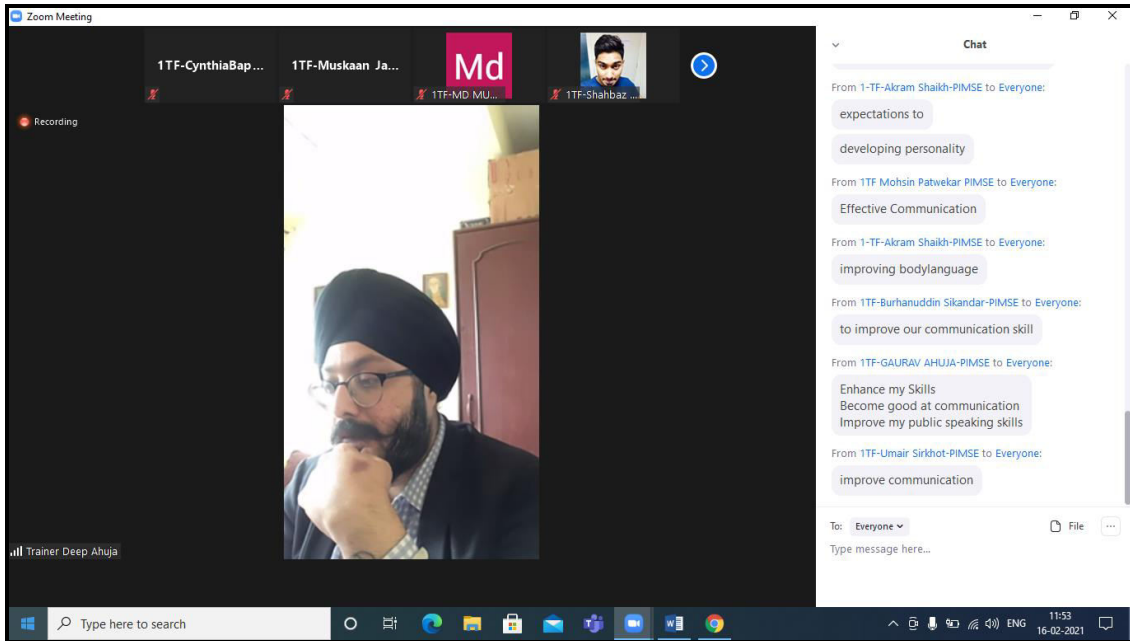 Zoom Meeting
1TF-CynthiaBap...
1TF-Muskaan Ja...
Md
1TF-MD MU...
1TF-Shahbaz ...
Recording
Trainer Deep Ahuja
Chat
From 1-TF-Akram Shaikh-PIMSE to Everyone:
expectations to
developing personality
From 1TF Mohsin Patwekar PIMSE to Everyone:
Effective Communication
From 1-TF-Akram Shaikh-PIMSE to Everyone:
improving bodylanguage
From 1TF-Burhanuddin Sikandar-PIMSE to Everyone:
to improve our communication skill
From 1TF-GAURAV AHUJA-PIMSE to Everyone:
Enhance my Skills
Become good at communication
Improve my public speaking skills
From 1TF-Umair Sirkhot-PIMSE to Everyone:
improve communication
To: Everyone
File
Type message here...
Type here to search
ENG
11:53
16-02-2021